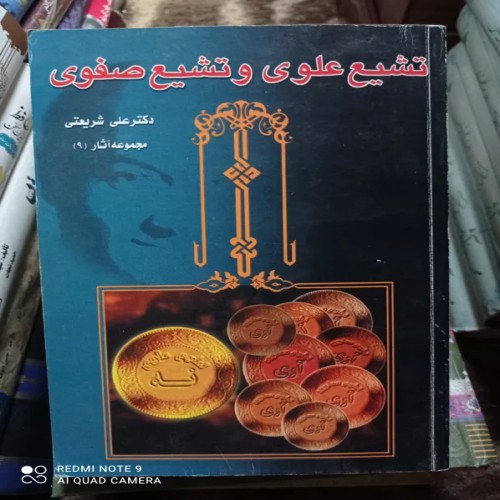 تشیع علوی و تشیع صفوی
دکتر علی شریعتی
مجموعه آثار (۹)
REDMI NOTE 9
AI QUAD CAMERA